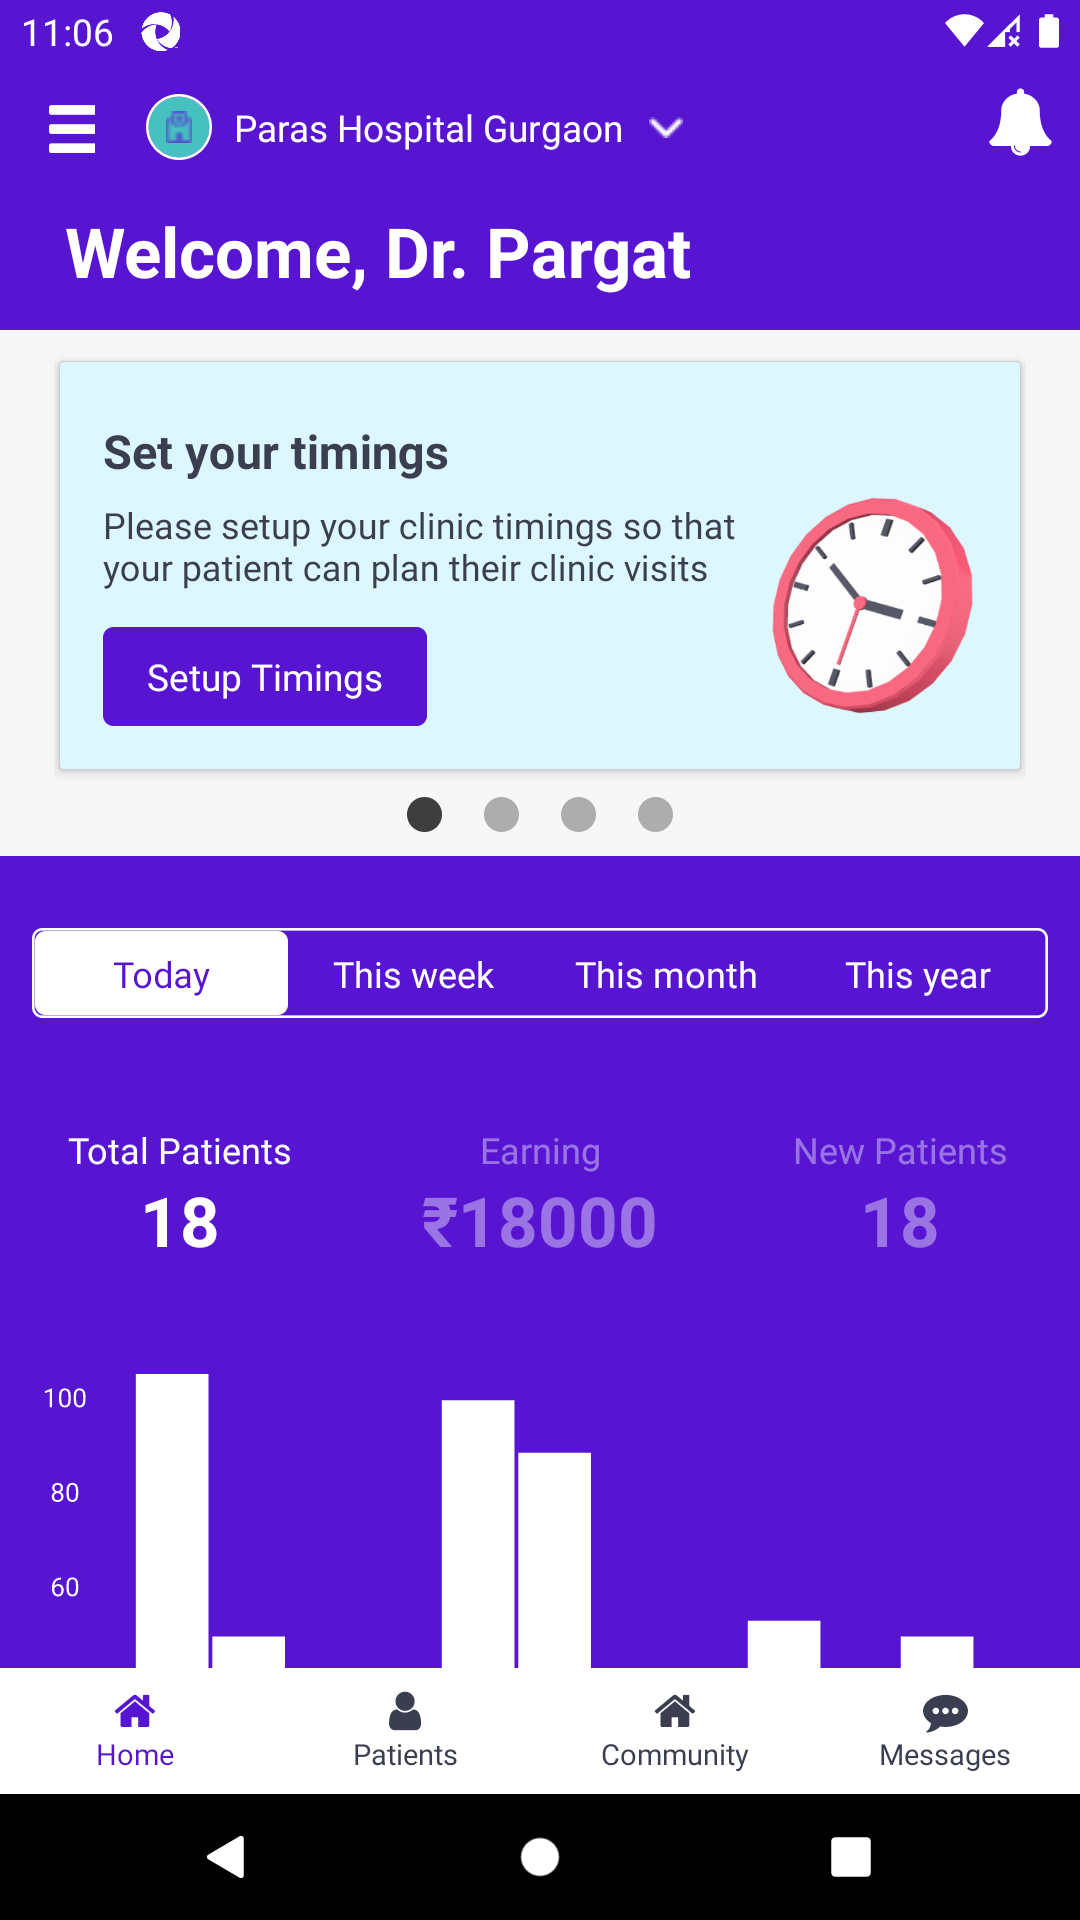 11:06
Paras Hospital Gurgaon
Welcome, Dr. Pargat
Set your timings
Please setup your clinic timings so that
your patient can plan their clinic visits
Setup Timings
Today This week This month This year
Total Patients Earning New Patients
18 ₹18000 18
100
80
60
Home Patients Community Messages